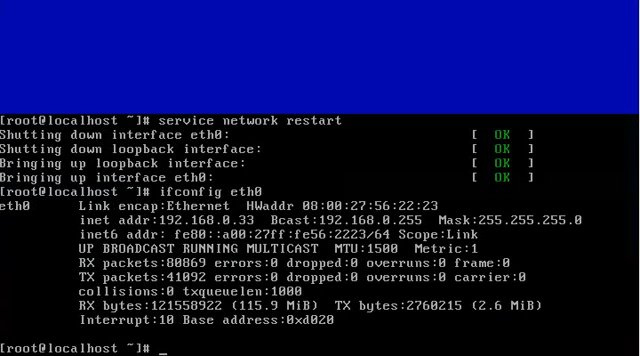 [root@localhost ~]# service network restart
Shutting down interface eth0: [ OK ]
Shutting down loopback interface: [ OK ]
Bringing up loopback interface: [ OK ]
Bringing up interface eth0: [ OK ]
[root@localhost ~]# ifconfig eth0
eth0 Link encap:Ethernet HWaddr 08:00:27:56:22:23
inet addr:192.168.0.33 Bcast:192.168.0.255 Mask:255.255.255.0
inet6 addr: fe80::a00:27ff:fe56:2223/64 Scope:Link
UP BROADCAST RUNNING MULTICAST MTU:1500 Metric:1
RX packets:80869 errors:0 dropped:0 overruns:0 frame:0
TX packets:41092 errors:0 dropped:0 overruns:0 carrier:0
collisions:0 txqueuelen:1000
RX bytes:121558922 (115.9 MiB) TX bytes:2760215 (2.6 MiB)
Interrupt:10 Base address:0xd020
[root@localhost ~]# _